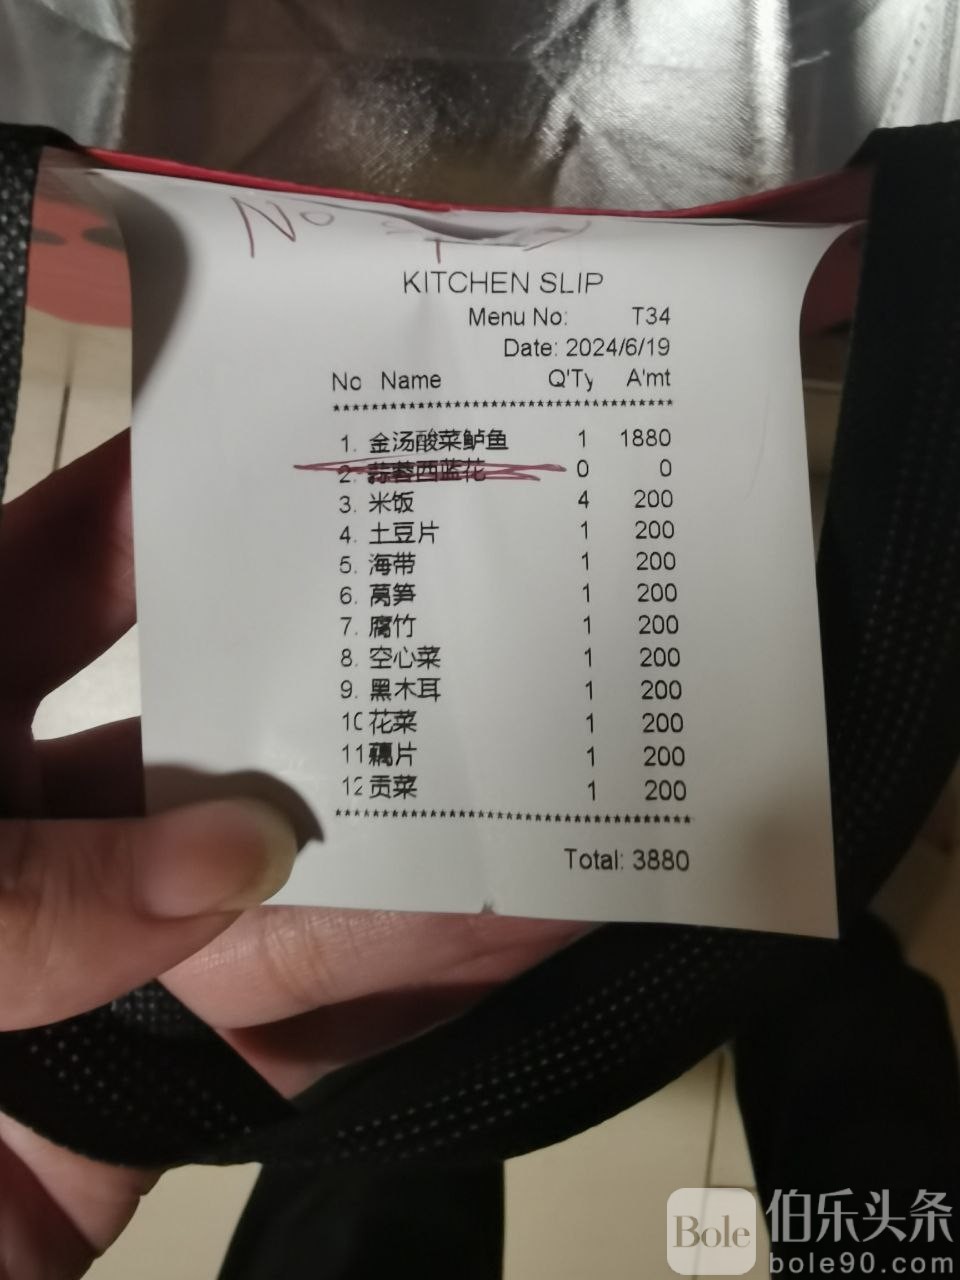 No
KITCHEN SLIP
Menu No: T34
Date: 2024/6/19
No Name Q'Ty A'mt
************************************
1. 金汤酸菜鲈鱼 1 1880
2. 蒜蓉西蓝花 0 0
3. 米饭 4 200
4. 土豆片 1 200
5. 海带 1 200
6. 莴笋 1 200
7. 腐竹 1 200
8. 空心菜 1 200
9. 黑木耳 1 200
10 花菜 1 200
11 藕片 1 200
12 贡菜 1 200
************************************
Total: 3880
Bole 伯乐头条
bole90.com